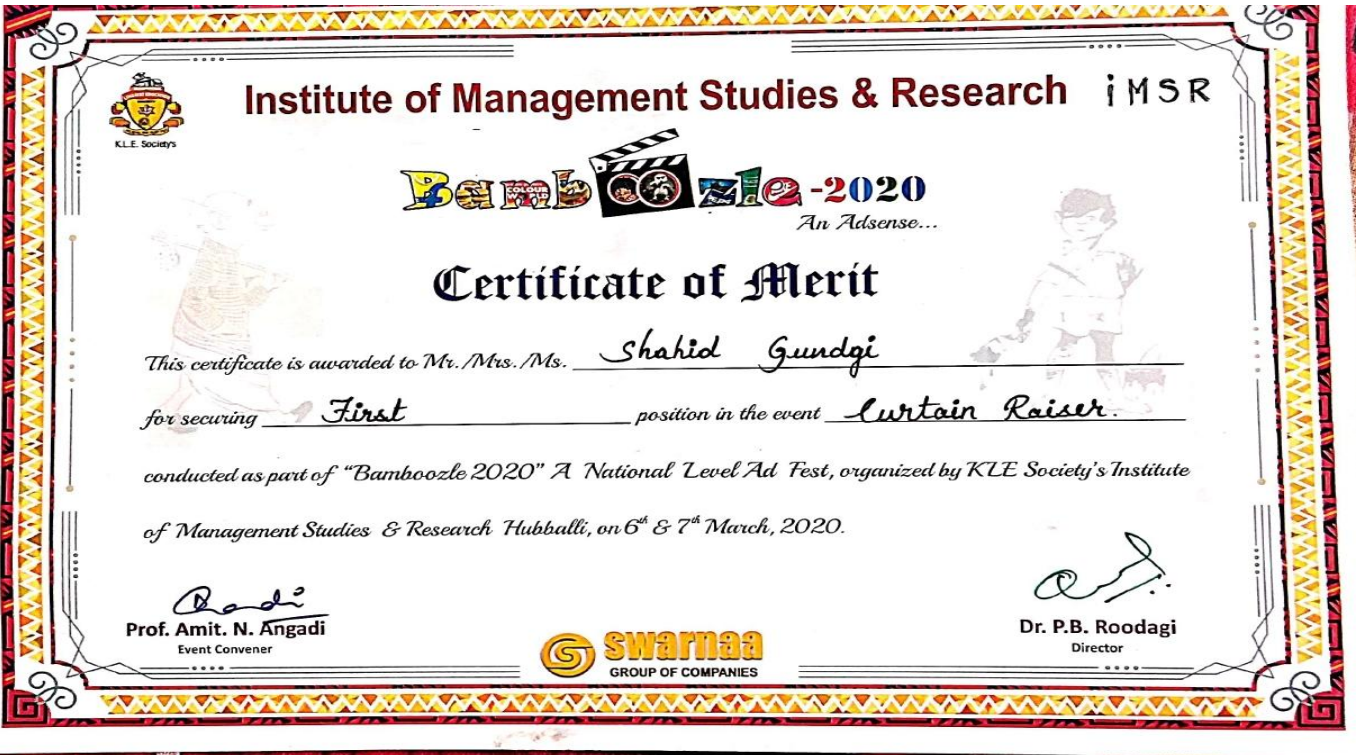 Institute of Management Studies & Research iMSR
K.L.E. Society's
Bamboozle-2020
COLOUR WORLD
An Adsense...
Certificate of Merit
This certificate is awarded to Mr./Mrs./Ms. Shahid Gundgi
for securing First position in the event Curtain Raiser.
conducted as part of “Bamboozle 2020” A National Level Ad Fest, organized by KLE Society's Institute
of Management Studies & Research Hubballi, on 6th & 7th March, 2020.
Prof. Amit. N. Angadi
Event Convener
swarnaa
GROUP OF COMPANIES
Dr. P.B. Roodagi
Director